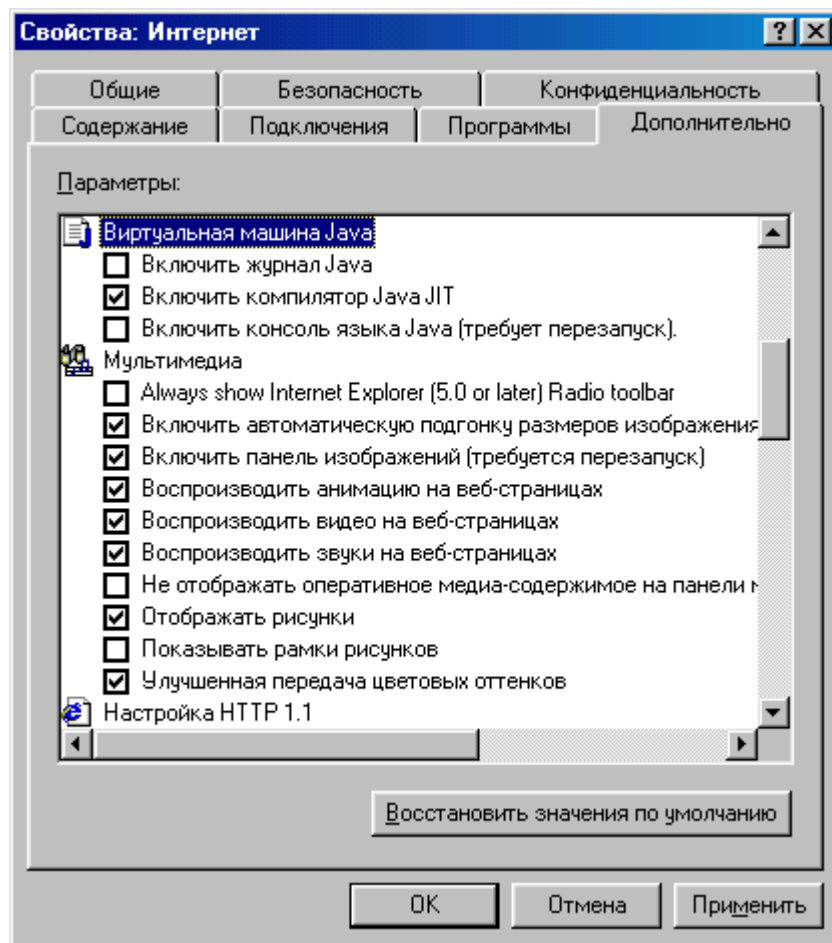 Свойства: Интернет
Общие
Безопасность
Конфиденциальность
Содержание
Подключения
Программы
Дополнительно
Параметры:
Виртуальная машина Java
Включить журнал Java
Включить компилятор Java JIT
Включить консоль языка Java (требует перезапуск).
Мультимедиа
Always show Internet Explorer (5.0 or later) Radio toolbar
Включить автоматическую подгонку размеров изображения
Включить панель изображений (требуется перезапуск)
Воспроизводить анимацию на веб-страницах
Воспроизводить видео на веб-страницах
Воспроизводить звуки на веб-страницах
Не отображать оперативное медиа-содержимое на панели
Отображать рисунки
Показывать рамки рисунков
Улучшенная передача цветовых оттенков
Настройка HTTP 1.1
Восстановить значения по умолчанию
OK
Отмена
Применить